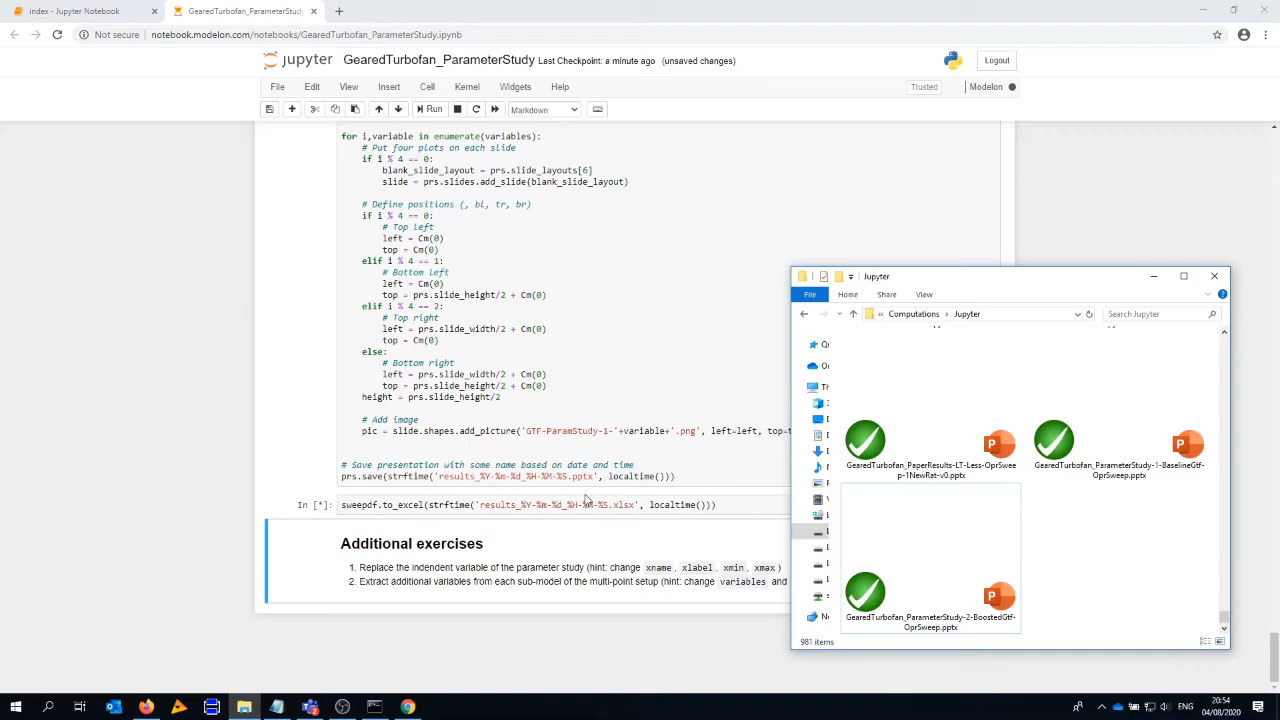 index - Jupyter Notebook
GearedTurbofan_ParameterStudy
Not secure
notebook.modelon.com/notebooks/GearedTurbofan_ParameterStudy.ipynb
jupyter
GearedTurbofan_ParameterStudy Last Checkpoint: a minute ago (unsaved changes)
Logout
File Edit View Insert Cell Kernel Widgets Help
Trusted
Modelon
Run
Markdown
for i,variable in enumerate(variables):
# Put four plots on each slide
if i % 4 == 0:
blank_slide_layout = prs.slide_layouts[6]
slide = prs.slides.add_slide(blank_slide_layout)
# Define positions (, bl, tr, br)
if i % 4 == 0:
# Top left
left = Cm(0)
top = Cm(0)
elif i % 4 == 1:
# Bottom left
left = Cm(0)
top = prs.slide_height/2 + Cm(0)
elif i % 4 == 2:
# Top right
left = prs.slide_width/2 + Cm(0)
top = Cm(0)
else:
# Bottom right
left = prs.slide_width/2 + Cm(0)
top = prs.slide_height/2 + Cm(0)
height = prs.slide_height/2
# Add image
pic = slide.shapes.add_picture('GTF-ParamStudy-1-'+variable+'.png', left=left, top=t
# Save presentation with some name based on date and time
prs.save(strftime('results_%Y-%m-%d_%H-%M-%S.pptx', localtime()))
In [*]: sweepdf.to_excel(strftime('results_%Y-%m-%d_%H-%M-%S.xlsx', localtime()))
Additional exercises
1. Replace the indendent variable of the parameter study (hint: change xname, xlabel, xmin, xmax)
2. Extract additional variables from each sub-model of the multi-point setup (hint: change variables and
Jupyter
File Home Share View
Computations
Jupyter
Search Jupyter
GearedTurbofan_PaperResults-LT-Less-OprSwee
p-1NewRat-v0.pptx
GearedTurbofan_ParameterStudy-1-BaselineGtf-
OprSweep.pptx
GearedTurbofan_ParameterStudy-2-BoostedGtf-
OprSweep.pptx
981 items
ENG
20:54
04/08/2020